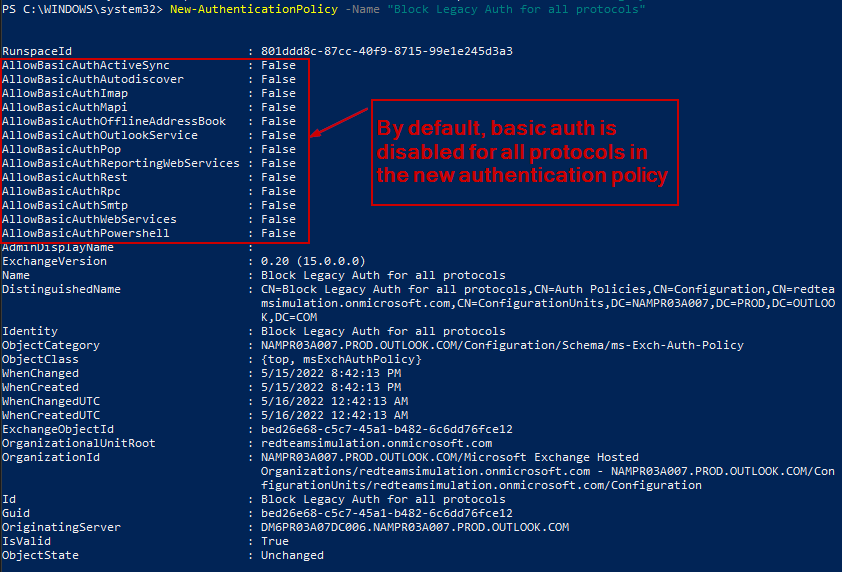 PS C:\WINDOWS\system32> New-AuthenticationPolicy -Name "Block Legacy Auth for all protocols"
RunspaceId : 801ddd8c-87cc-40f9-8715-99e1e245d3a3
AllowBasicAuthActiveSync : False
AllowBasicAuthAutodiscover : False
AllowBasicAuthImap : False
AllowBasicAuthMapi : False
AllowBasicAuthOfflineAddressBook : False
AllowBasicAuthOutlookService : False
AllowBasicAuthPop : False
AllowBasicAuthReportingWebServices : False
AllowBasicAuthRest : False
AllowBasicAuthRpc : False
AllowBasicAuthSmtp : False
AllowBasicAuthWebServices : False
AllowBasicAuthPowershell : False
By default, basic auth is
disabled for all protocols in
the new authentication policy
AdminDisplayName :
ExchangeVersion : 0.20 (15.0.0.0)
Name : Block Legacy Auth for all protocols
DistinguishedName : CN=Block Legacy Auth for all protocols,CN=Auth Policies,CN=Configuration,CN=redtea
msimulation.onmicrosoft.com,CN=ConfigurationUnits,DC=NAMPR03A007,DC=PROD,DC=OUTLOO
K,DC=COM
Identity : Block Legacy Auth for all protocols
ObjectCategory : NAMPR03A007.PROD.OUTLOOK.COM/Configuration/Schema/ms-Exch-Auth-Policy
ObjectClass : {top, msExchAuthPolicy}
WhenChanged : 5/15/2022 8:42:13 PM
WhenCreated : 5/15/2022 8:42:13 PM
WhenChangedUTC : 5/16/2022 12:42:13 AM
WhenCreatedUTC : 5/16/2022 12:42:13 AM
ExchangeObjectId : bed26e68-c5c7-45a1-b482-6c6dd76fce12
OrganizationalUnitRoot : redteamsimulation.onmicrosoft.com
OrganizationId : NAMPR03A007.PROD.OUTLOOK.COM/Microsoft Exchange Hosted
Organizations/redteamsimulation.onmicrosoft.com - NAMPR03A007.PROD.OUTLOOK.COM/Con
figurationUnits/redteamsimulation.onmicrosoft.com/Configuration
Id : Block Legacy Auth for all protocols
Guid : bed26e68-c5c7-45a1-b482-6c6dd76fce12
OriginatingServer : DM6PR03A07DC006.NAMPR03A007.PROD.OUTLOOK.COM
IsValid : True
ObjectState : Unchanged